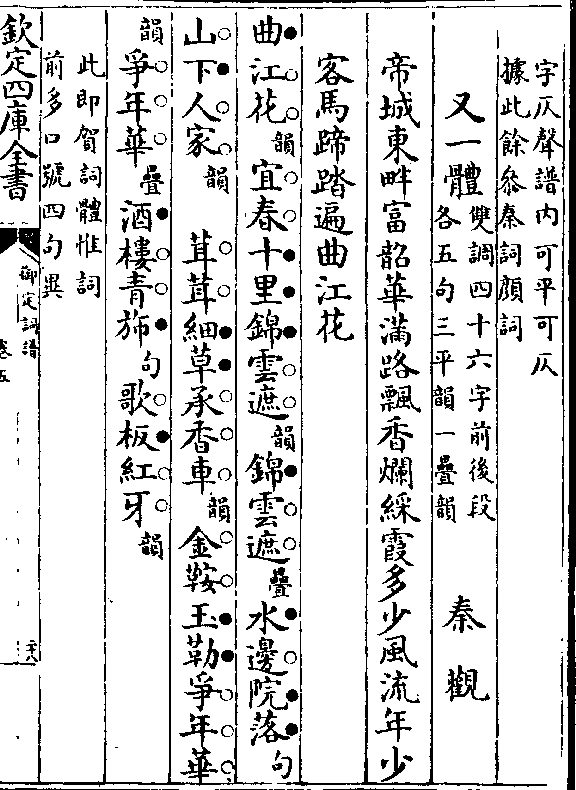 字仄聲譜内可平可仄
據此餘參秦詞顔詞
又一體 雙調四十六字前後段
各五句三平韻一疊韻
秦觀
帝城東畔富韶華滿路飄香爛綵霞多少風流年少
客馬蹄踏遍曲江花
曲江花韻宜春十里錦雲遮韻錦雲遮疊水邊院落句
山下人家韻 茸茸細草承香車韻金鞍玉勒爭年華
韻爭年華疊酒樓青斾句歌板紅牙韻
此即賀詞體惟詞
前多口號四句異
欽定四庫全書
御定詞譜
卷五